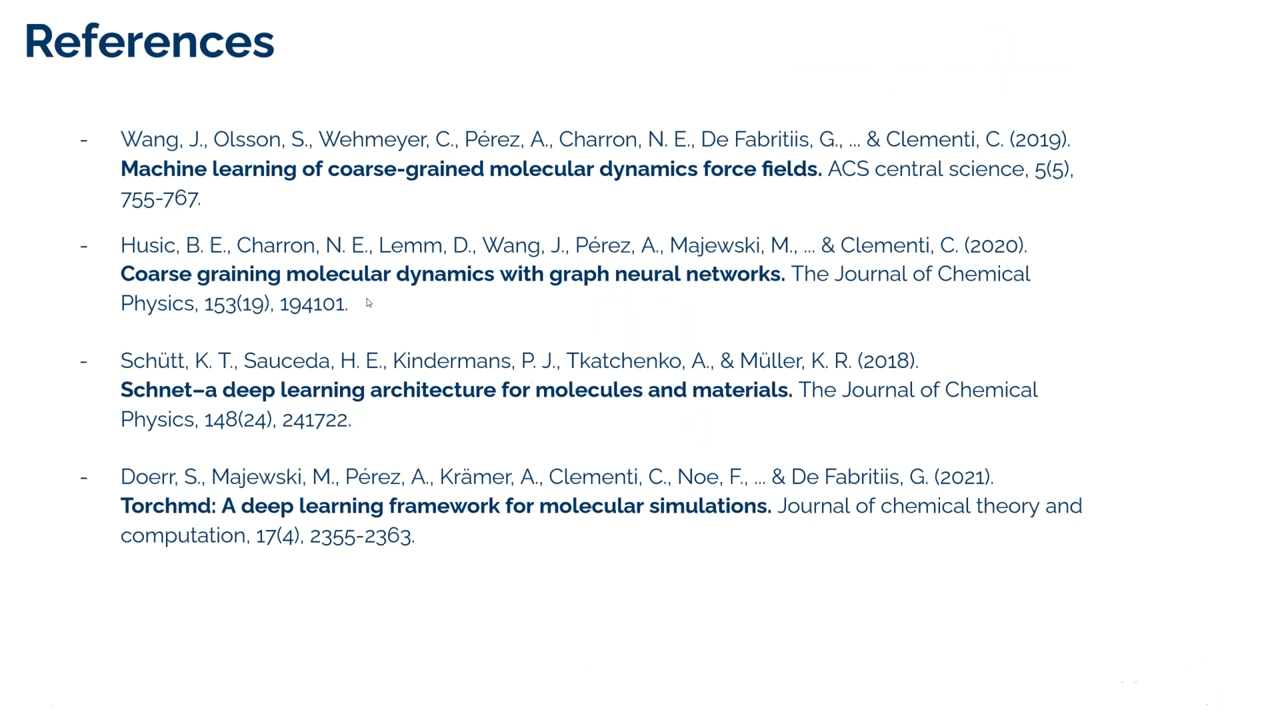 References
- Wang, J., Olsson, S., Wehmeyer, C., Pérez, A., Charron, N. E., De Fabritiis, G., ... & Clementi, C. (2019).
Machine learning of coarse-grained molecular dynamics force fields. ACS central science, 5(5),
755-767.
- Husic, B. E., Charron, N. E., Lemm, D., Wang, J., Pérez, A., Majewski, M., ... & Clementi, C. (2020).
Coarse graining molecular dynamics with graph neural networks. The Journal of Chemical
Physics, 153(19), 194101.
- Schütt, K. T., Sauceda, H. E., Kindermans, P. J., Tkatchenko, A., & Müller, K. R. (2018).
Schnet–a deep learning architecture for molecules and materials. The Journal of Chemical
Physics, 148(24), 241722.
- Doerr, S., Majewski, M., Pérez, A., Krämer, A., Clementi, C., Noe, F., ... & De Fabritiis, G. (2021).
Torchmd: A deep learning framework for molecular simulations. Journal of chemical theory and
computation, 17(4), 2355-2363.